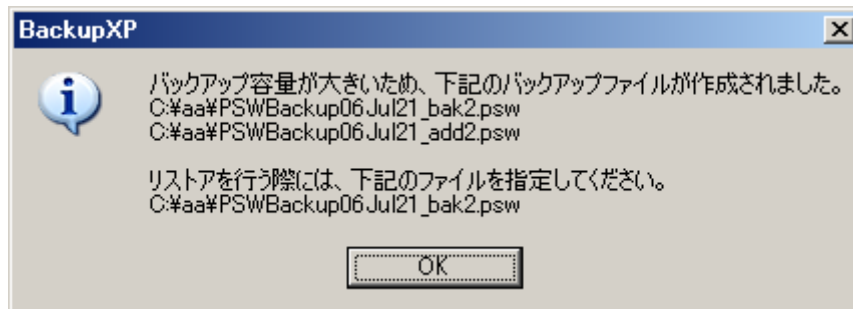 BackupXP
バックアップ容量が大きいため、下記のバックアップファイルが作成されました。
C:¥aa¥PSWBackup06Jul21_bak2.psw
C:¥aa¥PSWBackup06Jul21_add2.psw
リストアを行う際には、下記のファイルを指定してください。
C:¥aa¥PSWBackup06Jul21_bak2.psw
OK